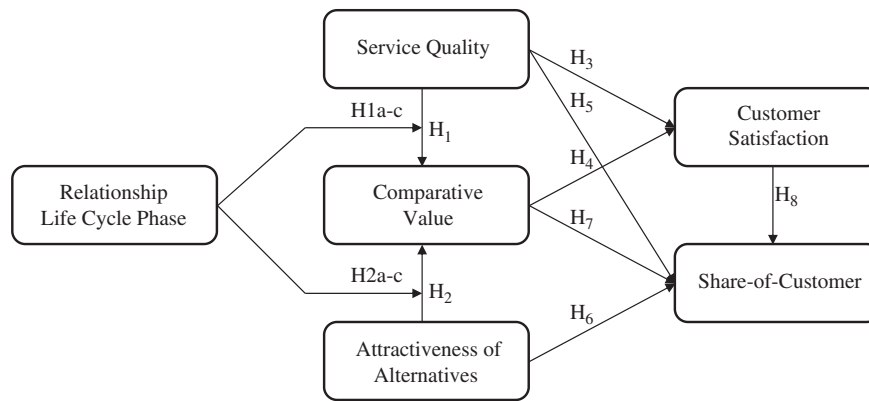 Service Quality
H₃
H1a-c
H₅
H₁
Customer
Satisfaction
H₄
Relationship
Life Cycle Phase
Comparative
Value
H₈
H₇
H2a-c
H₂
Share-of-Customer
H₆
Attractiveness of
Alternatives